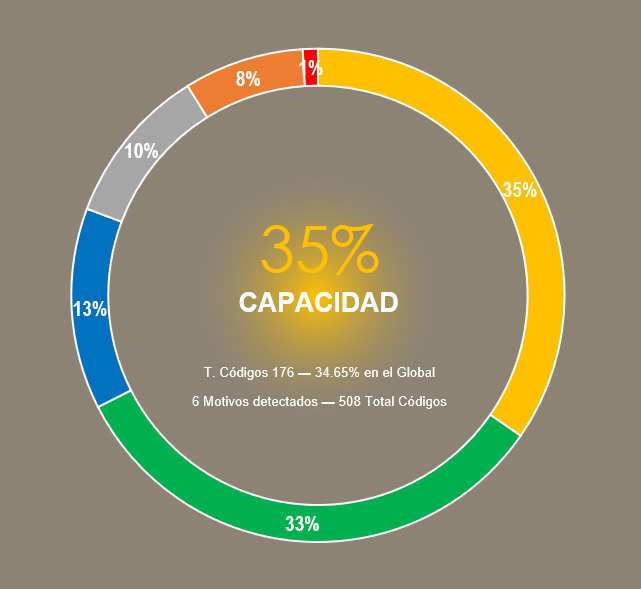 1%
8%
10%
35%
35%
CAPACIDAD
13%
T. Códigos 176 — 34.65% en el Global
6 Motivos detectados — 508 Total Códigos
33%